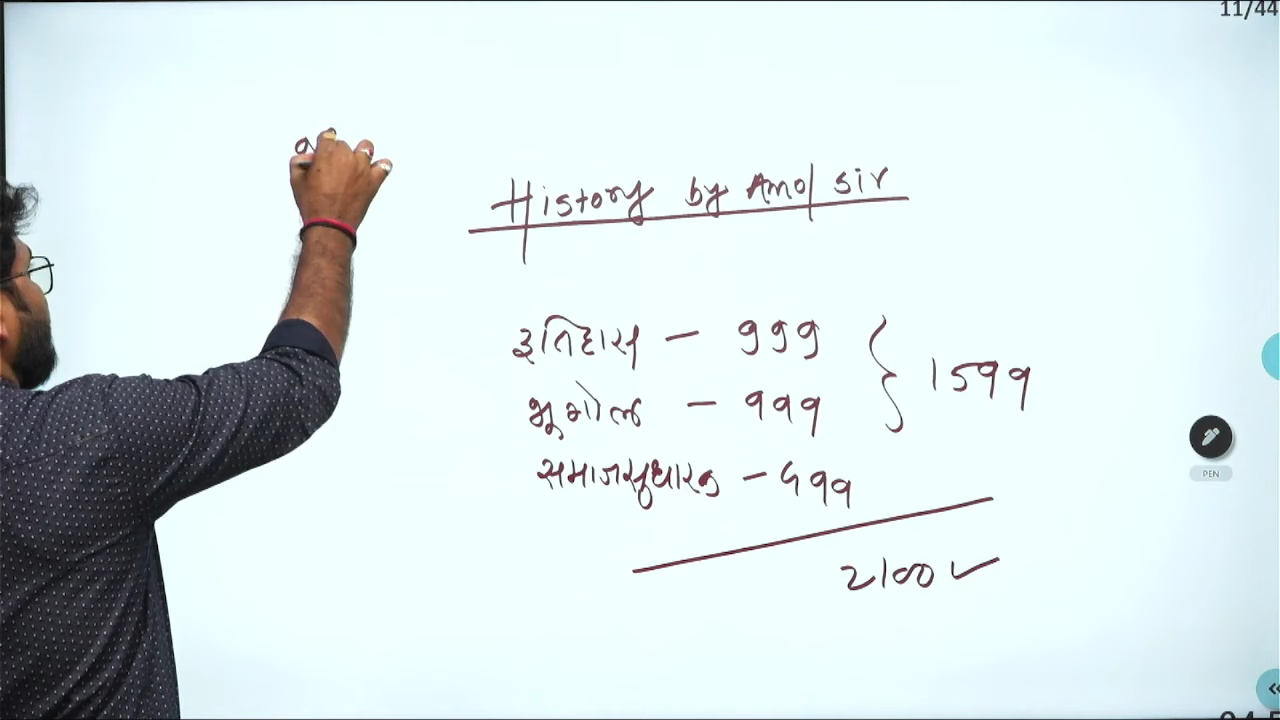 11/44
History by Amol sir
इतिहास - 999 } 1599
भूगोल - 999
समाजसुधारक - 599
2100 ✓
PEN